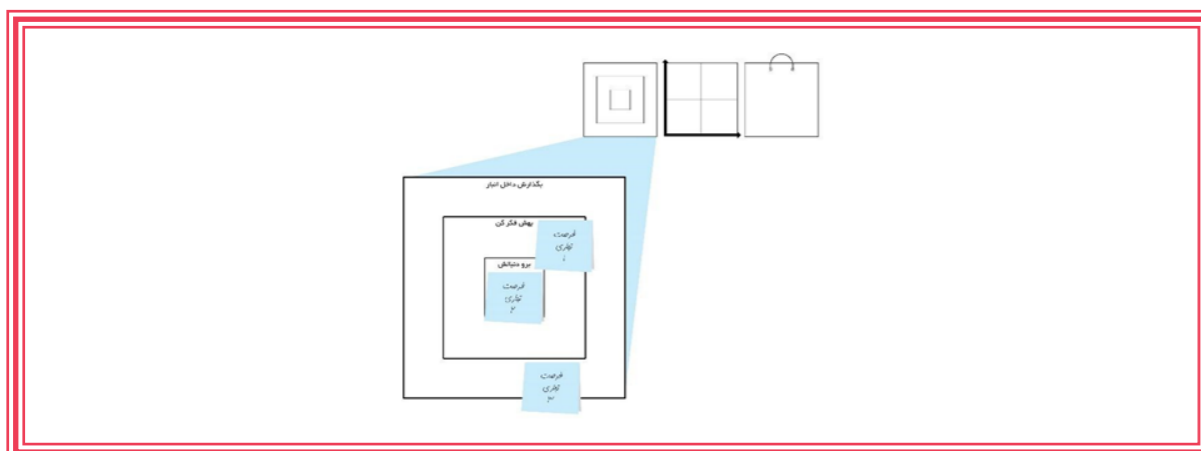 بگذارش داخل انبار
بهش فکر کن
فرصت
تجاری
۱
برو دنبالش
فرصت
تجاری
۲
فرصت
تجاری
۳